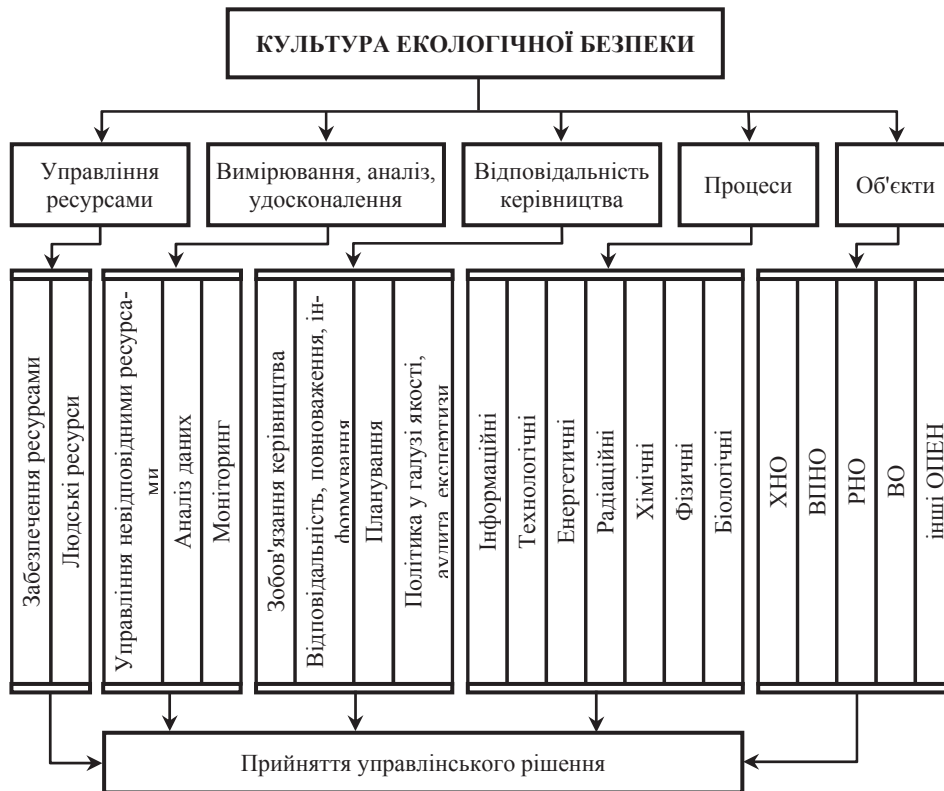 КУЛЬТУРА ЕКОЛОГІЧНОЇ БЕЗПЕКИ
Управління
ресурсами
Вимірювання, аналіз,
удосконалення
Відповідальність
керівництва
Процеси
Об'єкти
Забезпечення ресурсами
Людські ресурси
Управління невідповідними ресурса-
ми
Аналіз даних
Моніторинг
Зобов'язання керівництва
Відповідальність, повноваження, ін-
формування
Планування
Політика у галузі якості,
аудита, експертизи
Інформаційні
Технологічні
Енергетичні
Радіаційні
Хімічні
Фізичні
Біологічні
ХНО
ВПНО
РНО
ВО
інші ОПЕН
Прийняття управлінського рішення